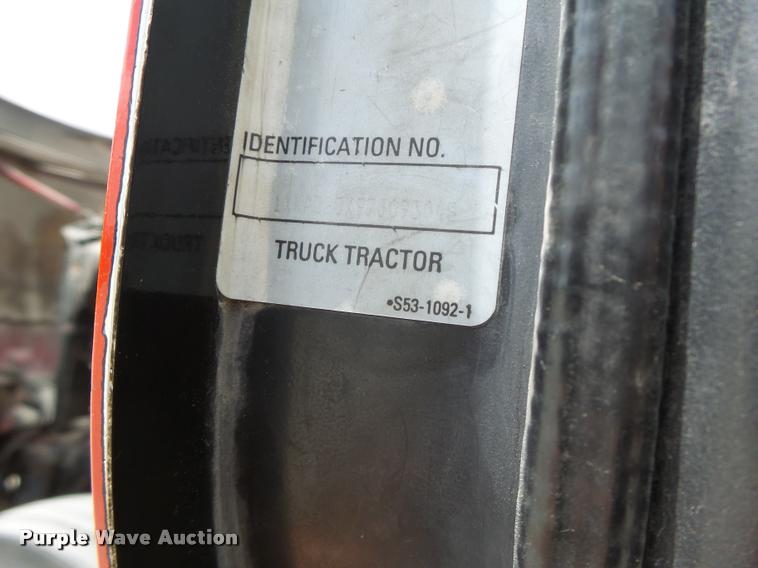 IDENTIFICATION NO.
TRUCK TRACTOR
•S53-1092-1
Purple Wave Auction®